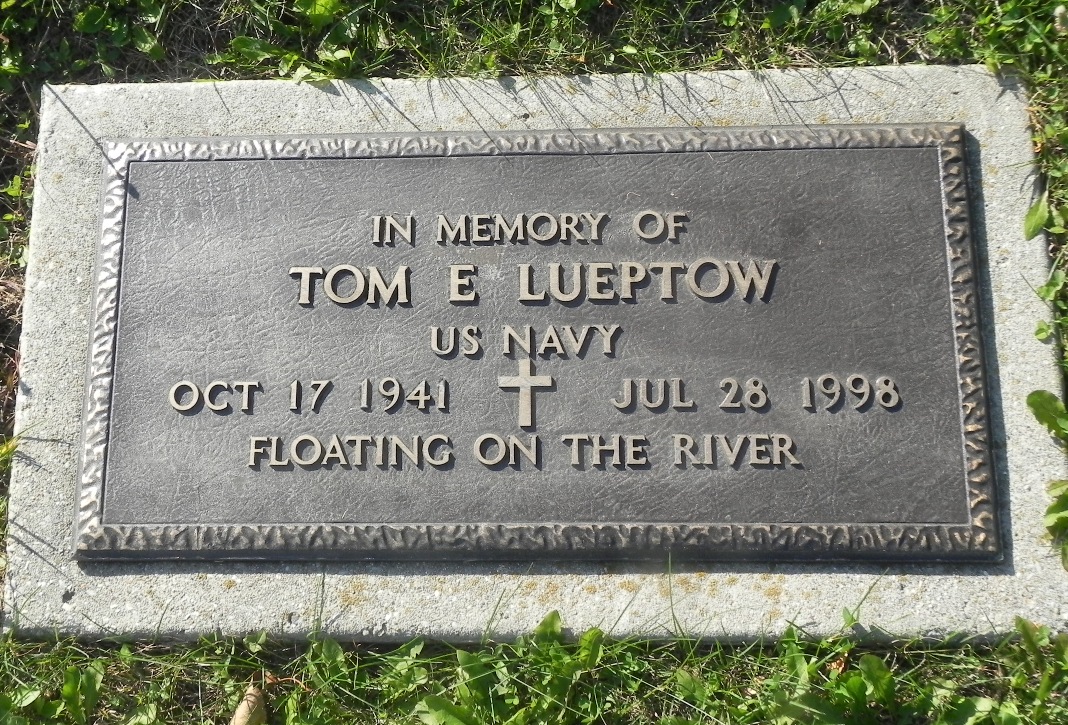 IN MEMORY OF
TOM E LUEPTOW
US NAVY
OCT 17 1941 JUL 28 1998
FLOATING ON THE RIVER